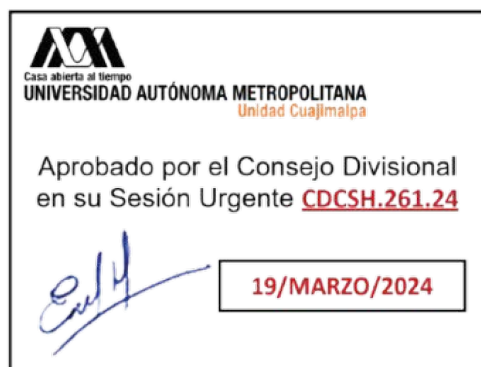 Casa abierta al tiempo
UNIVERSIDAD AUTÓNOMA METROPOLITANA
Unidad Cuajimalpa
Aprobado por el Consejo Divisional
en su Sesión Urgente CDCSH.261.24
19/MARZO/2024